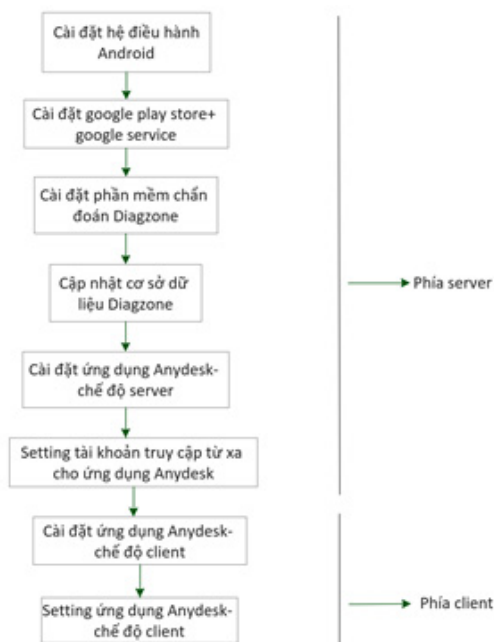 Cài đặt hệ điều hành
Android
Cài đặt google play store+
google service
Cài đặt phần mềm chẩn
đoán Diagzone
Cập nhật cơ sở dữ
liệu Diagzone
Phía server
Cài đặt ứng dụng Anydesk-
chế độ server
Setting tài khoản truy cập từ xa
cho ứng dụng Anydesk
Cài đặt ứng dụng Anydesk-
chế độ client
Setting ứng dụng Anydesk-
chế độ client
Phía client